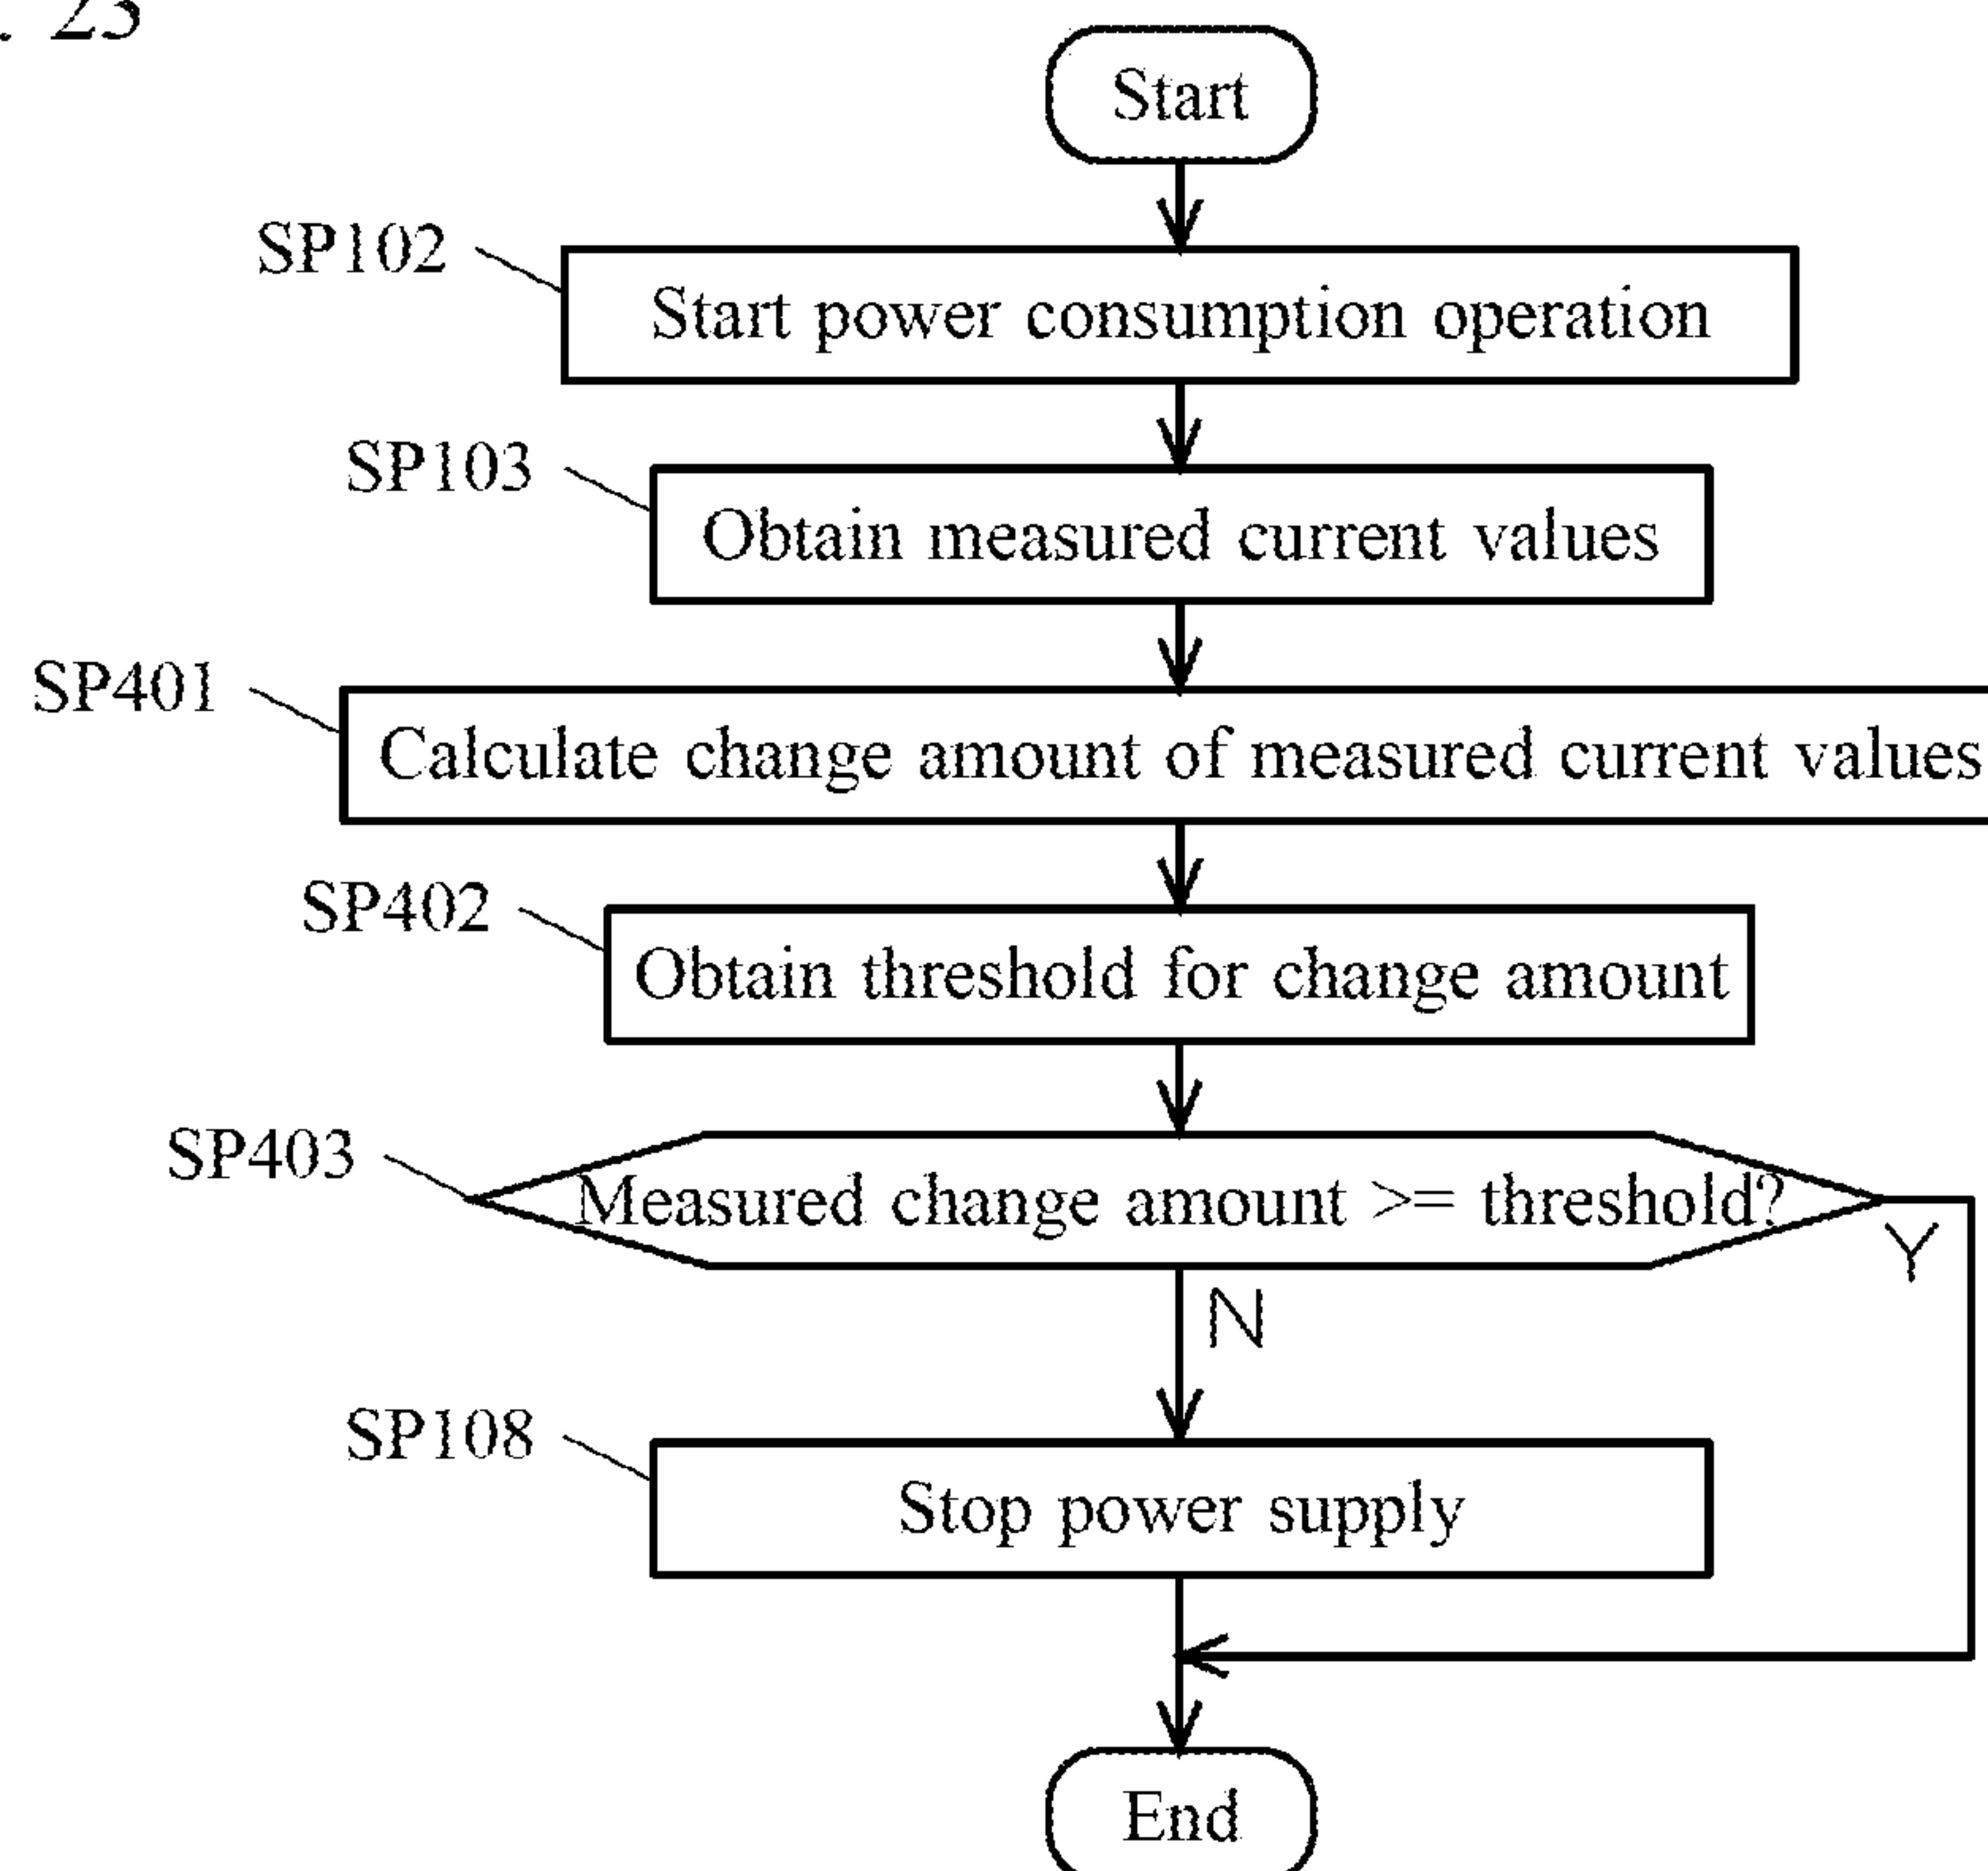 . 23
Start
SP102
Start power consumption operation
SP103
Obtain measured current values
SP401
Calculate change amount of measured current values
SP402
Obtain threshold for change amount
SP403
Measured change amount >= threshold?
Y
N
SP108
Stop power supply
End